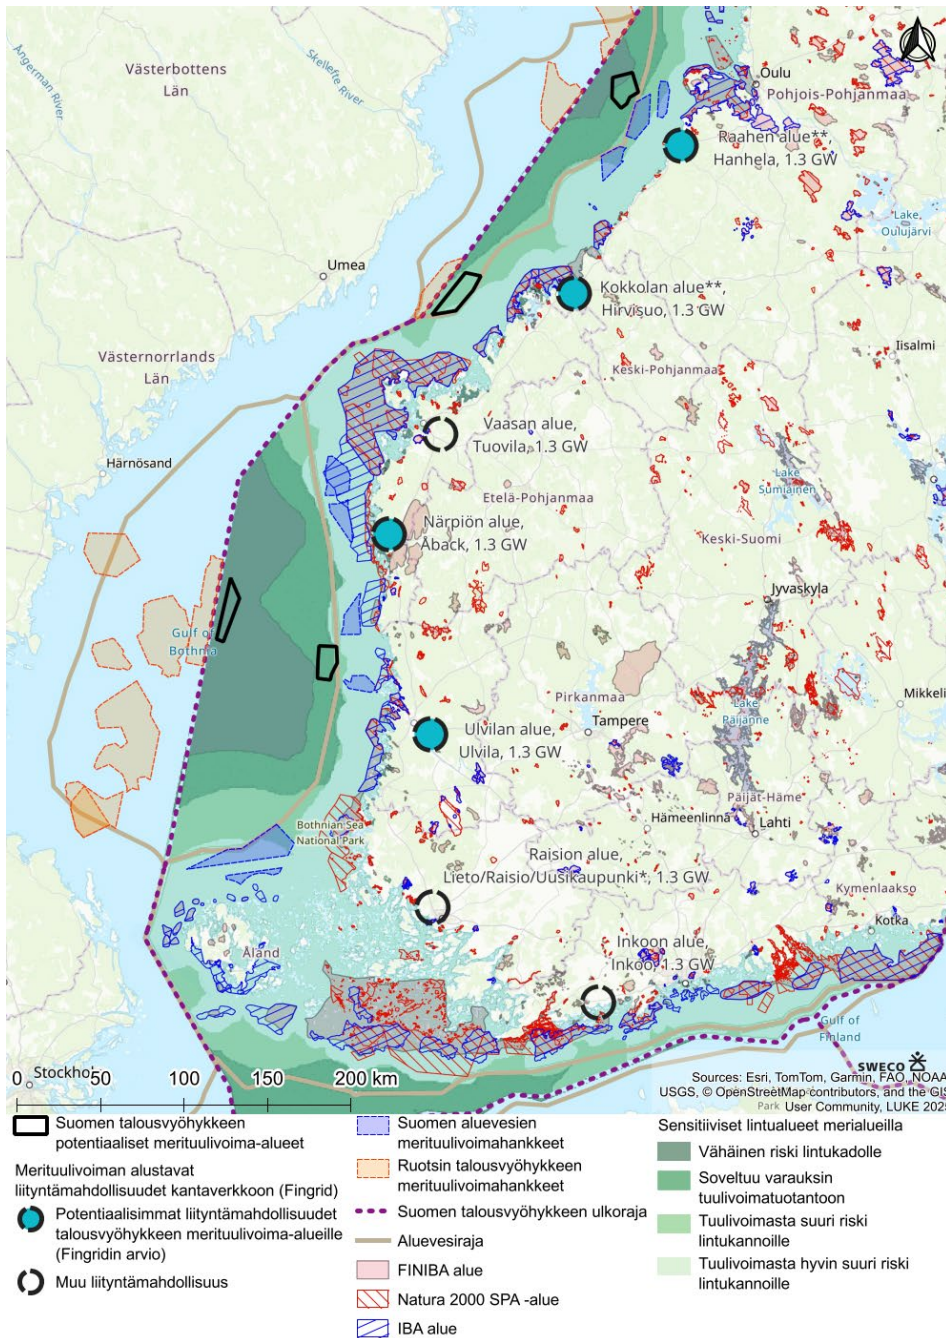 Ångerman River
Västerbottens
Län
Skellefte River
Oulu
Pohjois-Pohjanmaa
Raahen alue**,
Hanhela, 1.3 GW
Lake
Oulujärvi
Umea
Kokkolan alue**,
Hirvisuo, 1.3 GW
Iisalmi
Västernorrlands
Län
Keski-Pohjanmaa
Vaasan alue,
Tuovila, 1.3 GW
Härnösand
Lake
Sumiainen
Etelä-Pohjanmaa
Närpiön alue,
Åback, 1.3 GW
Keski-Suomi
Jyvaskyla
Gulf of
Bothnia
Pirkanmaa
Mikkeli
Lake
Päijänne
Tampere
Ulvilan alue,
Ulvila, 1.3 GW
Päijät-Häme
Bothnian Sea
National Park
Hämeenlinna
Lahti
Raision alue,
Lieto/Raisio/Uusikaupunki*, 1.3 GW
Kymenlaakso
Kotka
Åland
Inkoon alue,
Inkoo, 1.3 GW
Gulf of
Finland
Stockhol
0 50 100 150 200 km
SWECO
Sources: Esri, TomTom, Garmin, FAO, NOAA,
USGS, © OpenStreetMap contributors, and the GIS
Park User Community, LUKE 202
Suomen talousvyöhykkeen
potentiaaliset merituulivoima-alueet
Merituulivoiman alustavat
liityntämahdollisuudet kantaverkkoon (Fingrid)
Potentiaalisimmat liityntämahdollisuudet
talousvyöhykkeen merituulivoima-alueille
(Fingridin arvio)
Muu liityntämahdollisuus
Suomen aluevesien
merituulivoimahankkeet
Ruotsin talousvyöhykkeen
merituulivoimahankkeet
Suomen talousvyöhykkeen ulkoraja
Aluevesiraja
FINIBA alue
Natura 2000 SPA -alue
IBA alue
Sensitiiviset lintualueet merialueilla
Vähäinen riski lintukadolle
Soveltuu varauksin
tuulivoimatuotantoon
Tuulivoimasta suuri riski
lintukannoille
Tuulivoimasta hyvin suuri riski
lintukannoille